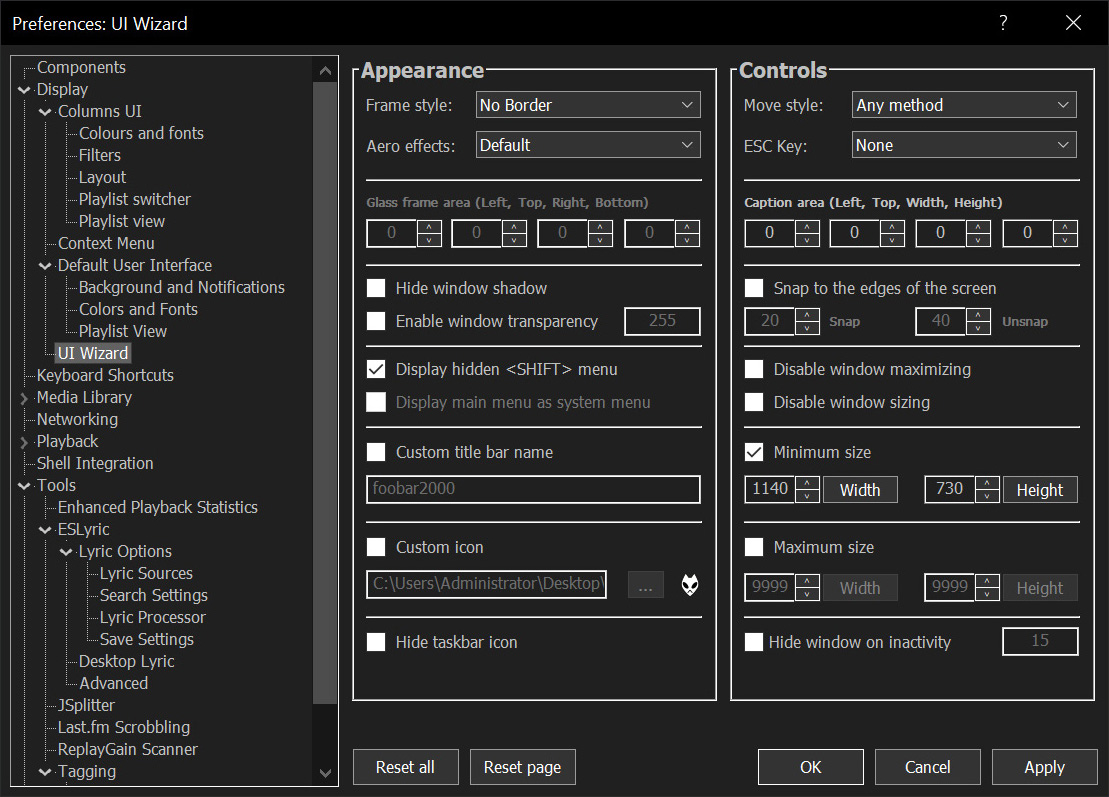 Preferences: UI Wizard
?
Components
Display
Columns UI
Colours and fonts
Filters
Layout
Playlist switcher
Playlist view
Context Menu
Default User Interface
Background and Notifications
Colors and Fonts
Playlist View
UI Wizard
Keyboard Shortcuts
Media Library
Networking
Playback
Shell Integration
Tools
Enhanced Playback Statistics
ESLyric
Lyric Options
Lyric Sources
Search Settings
Lyric Processor
Save Settings
Desktop Lyric
Advanced
JSplitter
Last.fm Scrobbling
ReplayGain Scanner
Tagging
Appearance
Frame style: No Border
Aero effects: Default
Glass frame area (Left, Top, Right, Bottom)
0 0 0 0
Hide window shadow
Enable window transparency 255
Display hidden <SHIFT> menu
Display main menu as system menu
Custom title bar name
foobar2000
Custom icon
C:\Users\Administrator\Desktop\ ...
Hide taskbar icon
Controls
Move style: Any method
ESC Key: None
Caption area (Left, Top, Width, Height)
0 0 0 0
Snap to the edges of the screen
20 Snap 40 Unsnap
Disable window maximizing
Disable window sizing
Minimum size
1140 Width 730 Height
Maximum size
9999 Width 9999 Height
Hide window on inactivity 15
Reset all Reset page OK Cancel Apply